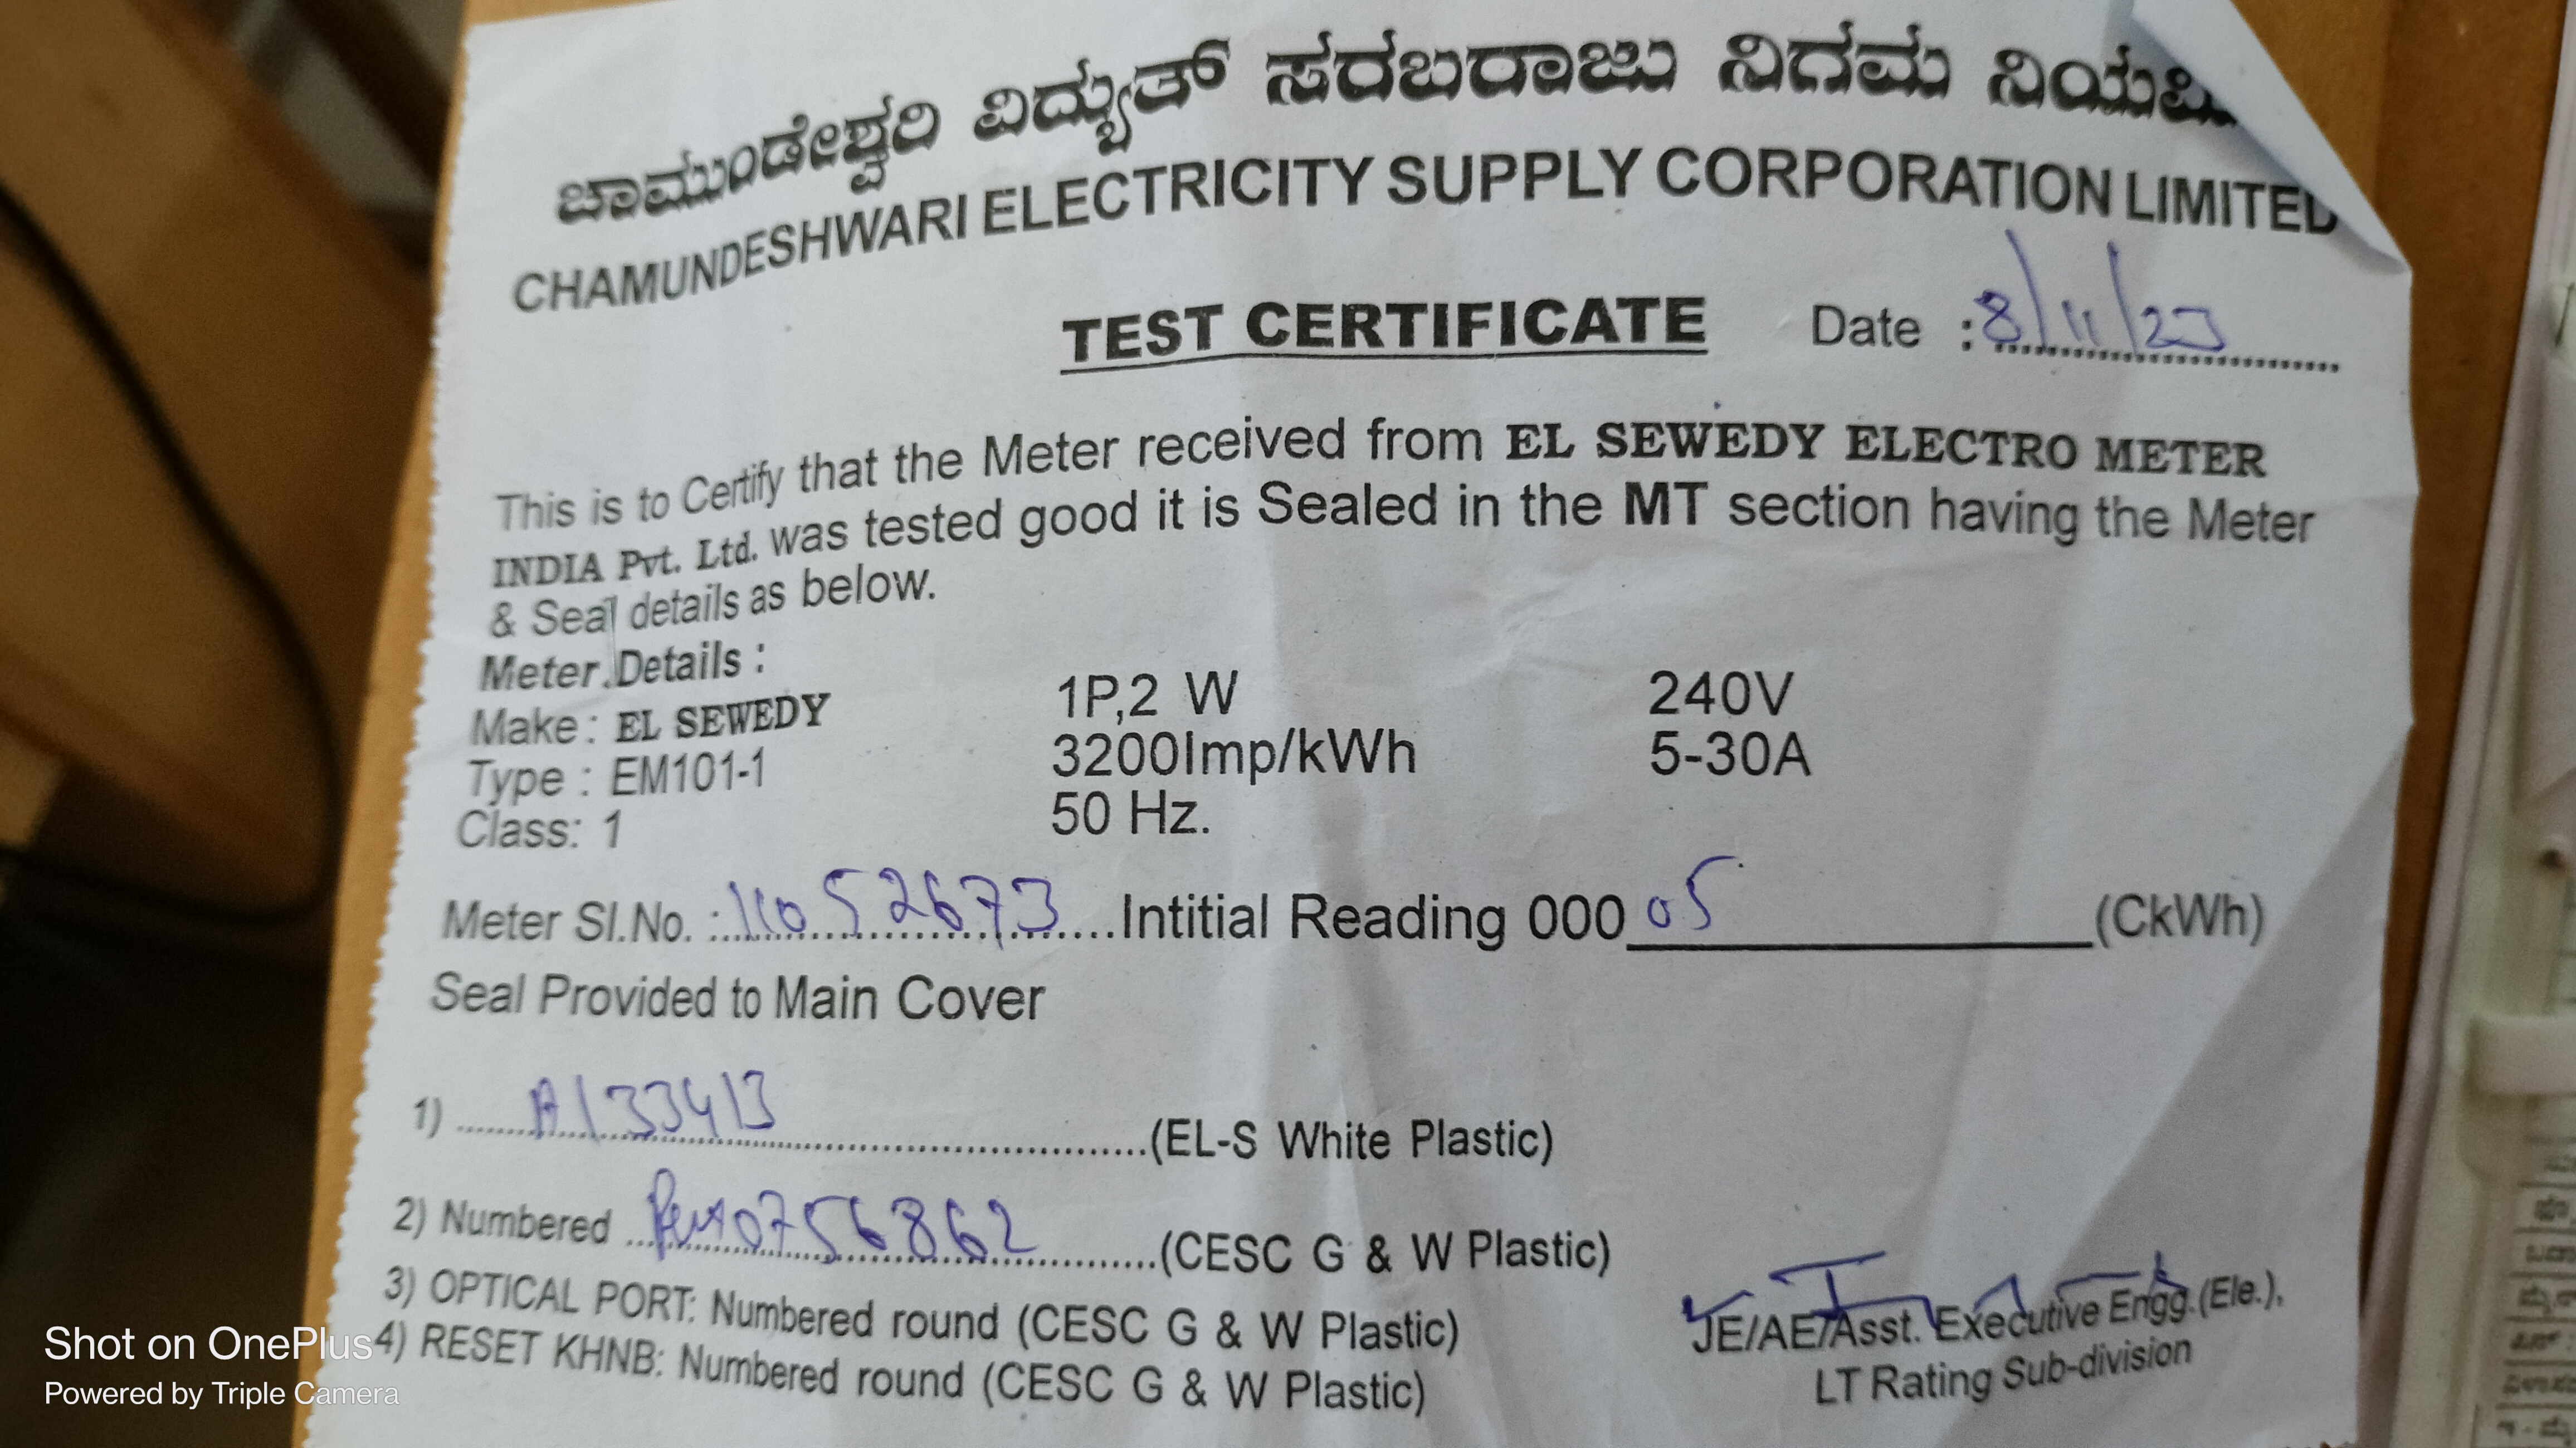 ಚಾಮುಂಡೇಶ್ವರಿ ವಿದ್ಯುತ್ ಸರಬರಾಜು ನಿಗಮ
CHAMUNDESHWARI ELECTRICITY SUPPLY CORPORATION LIMITED
TEST CERTIFICATE Date : 8/11/23
This is to Certify that the Meter received from EL SEWEDY ELECTRO METER
INDIA Pvt. Ltd. was tested good it is Sealed in the MT section having the Meter
& Seal details as below.
Meter Details :
Make : EL SEWEDY 1P,2 W 240V
Type : EM101-1 3200Imp/kWh 5-30A
Class: 1 50 Hz.
Meter Sl.No. : 11052673 Intitial Reading 00005 (CkWh)
Seal Provided to Main Cover
1) A133413 (EL-S White Plastic)
2) Numbered 0756862 (CESC G & W Plastic)
3) OPTICAL PORT: Numbered round (CESC G & W Plastic)
4) RESET KHNB: Numbered round (CESC G & W Plastic)
JE/AE/Asst. Executive Engg.(Ele.),
LT Rating Sub-division
Shot on OnePlus
Powered by Triple Camera